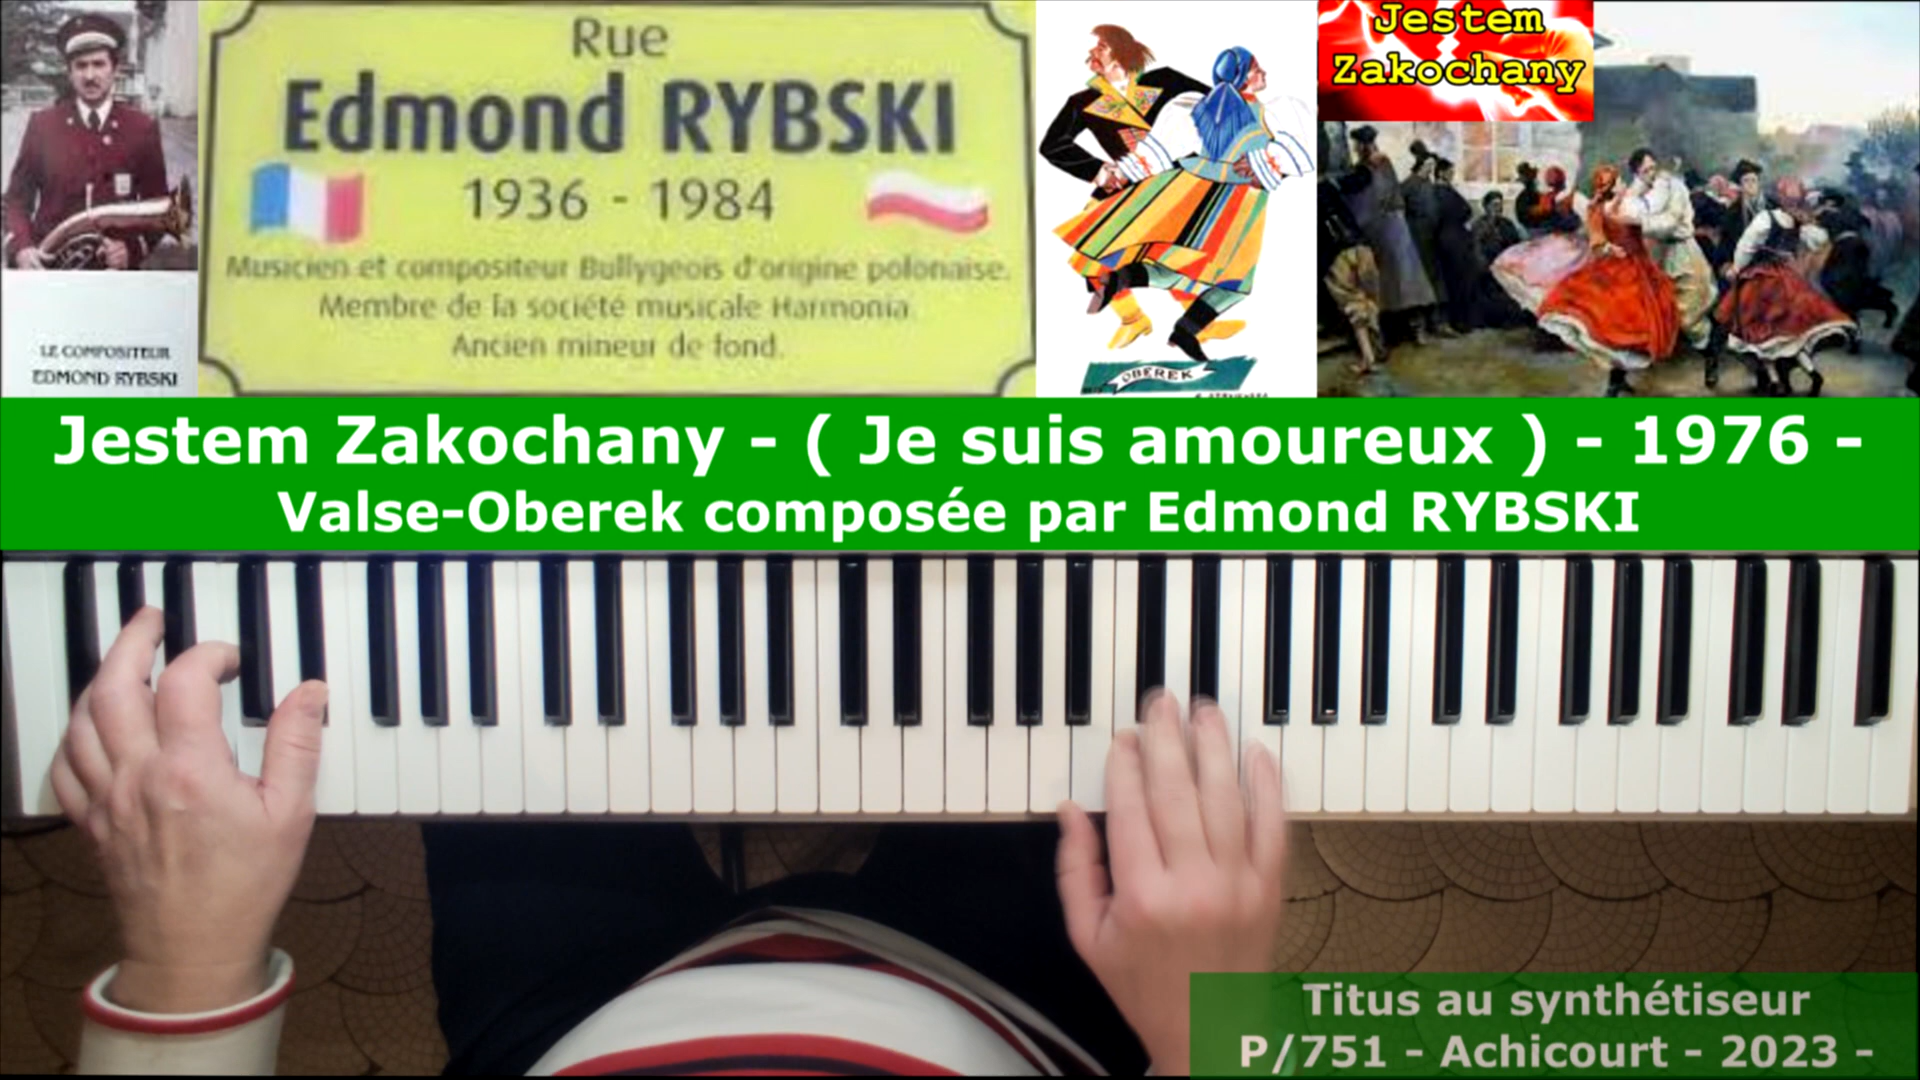 LE COMPOSITEUR
EDMOND RYBSKI
Rue
Edmond RYBSKI
1936 - 1984
Musicien et compositeur Bullygeois d'origine polonaise.
Membre de la société musicale Harmonia.
Ancien mineur de fond.
OBEREK
Jestem
Zakochany
Jestem Zakochany - ( Je suis amoureux ) - 1976 -
Valse-Oberek composée par Edmond RYBSKI
Titus au synthétiseur
P/751 - Achicourt - 2023 -